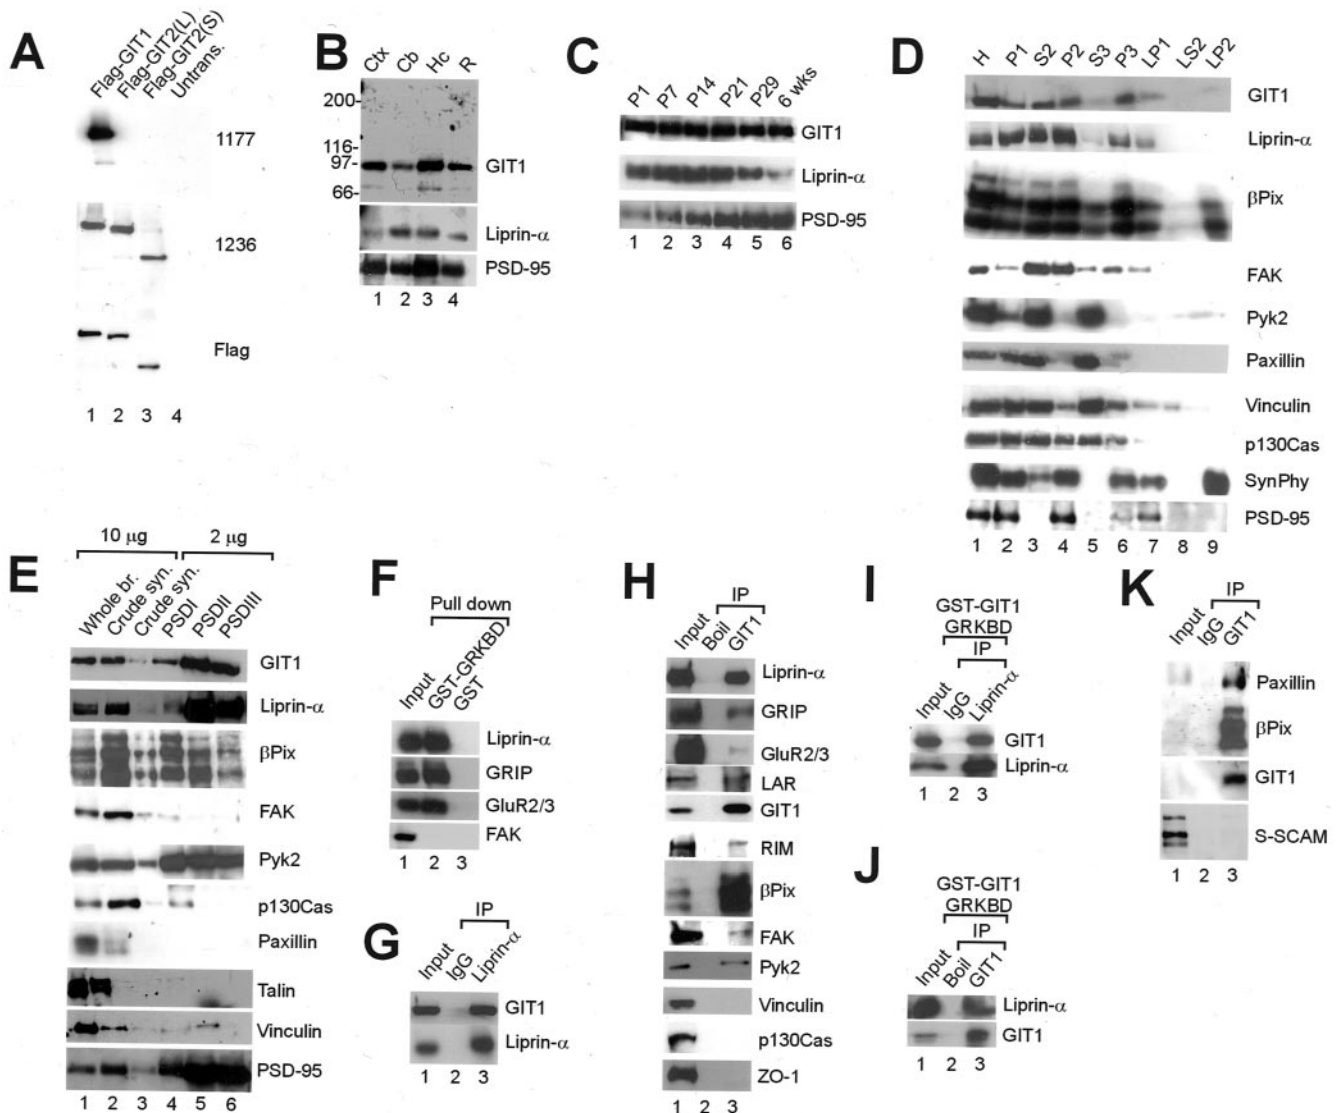 A
Flag-GIT1
Flag-GIT2(L)
Flag-GIT2(S)
Untrans.
1177
1236
Flag
1 2 3 4
B
Ctx Cb Hc R
200-
116-
97-
66-
GIT1
Liprin-α
PSD-95
1 2 3 4
C
P1 P7 P14 P21 P29 6 wks
GIT1
Liprin-α
PSD-95
1 2 3 4 5 6
D
H P1 S2 P2 S3 P3 LP1 LS2 LP2
GIT1
Liprin-α
βPix
FAK
Pyk2
Paxillin
Vinculin
p130Cas
SynPhy
PSD-95
1 2 3 4 5 6 7 8 9
E
10 μg 2 μg
Whole br.
Crude syn.
Crude syn.
PSDI
PSDII
PSDIII
GIT1
Liprin-α
βPix
FAK
Pyk2
p130Cas
Paxillin
Talin
Vinculin
PSD-95
1 2 3 4 5 6
F
Pull down
Input
GST-GRKBD
GST
Liprin-α
GRIP
GluR2/3
FAK
1 2 3
G
IP
Input IgG Liprin-α
GIT1
Liprin-α
1 2 3
H
IP
Input Boil GIT1
Liprin-α
GRIP
GluR2/3
LAR
GIT1
RIM
βPix
FAK
Pyk2
Vinculin
p130Cas
ZO-1
1 2 3
I
GST-GIT1
GRKBD
IP
Input IgG Liprin-α
GIT1
Liprin-α
1 2 3
J
GST-GIT1
GRKBD
IP
Input Boil GIT1
Liprin-α
GIT1
1 2 3
K
IP
Input IgG GIT1
Paxillin
βPix
GIT1
S-SCAM
1 2 3